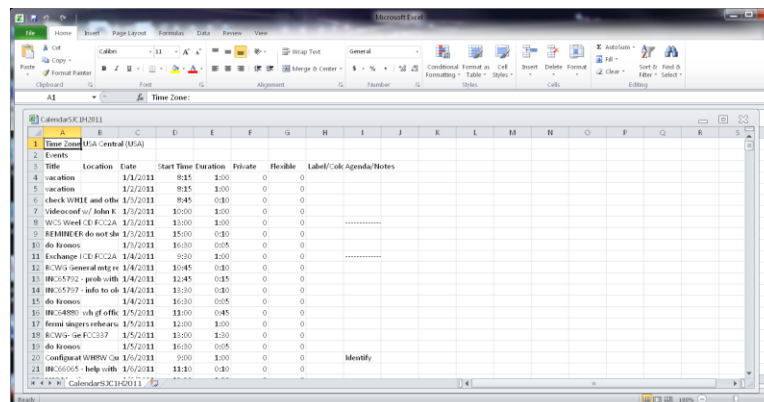 Microsoft Excel
File Home Insert Page Layout Formulas Data Review View
Cut
Copy
Format Painter
Paste
Clipboard
Calibri 11 A A
B I U A
Font
Wrap Text
Merge & Center
Alignment
General
$ % ,
Number
Conditional Formatting
Format as Table
Cell Styles
Styles
Insert Delete Format
Cells
AutoSum
Fill
Clear
Sort & Filter
Find & Select
Editing
A1 fx Time Zone:
CalendarSJC1H2011
A B C D E F G H I J K L M N O P Q R S
1 Time Zone USA Central (USA)
2 Events
3 Title Location Date Start Time Duration Private Flexible Label/Colc Agenda/Notes
4 vacation 1/1/2011 8:15 1:00 0 0
5 vacation 1/2/2011 8:15 1:00 0 0
6 check WH1E and othe 1/3/2011 8:45 0:10 0 0
7 Videoconf w/ John K 1/3/2011 10:00 1:00 0 0
8 WCS Weel CD FCC2A 1/3/2011 13:00 1:00 0 0 -------------
9 REMINDER do not sh 1/3/2011 15:00 0:10 0 0
10 do Kronos 1/3/2011 16:30 0:05 0 0
11 Exchange I CD FCC2A 1/4/2011 9:30 1:00 0 0 -------------
12 RCWG General mtg re 1/4/2011 10:45 0:10 0 0
13 INC65792 - prob with 1/4/2011 12:45 0:15 0 0
14 INC65797 - info to ol 1/4/2011 13:30 0:10 0 0
15 do Kronos 1/4/2011 16:30 0:05 0 0
16 INC64880 wh gf offic 1/5/2011 11:00 0:45 0 0
17 fermi singers rehears 1/5/2011 12:00 1:00 0 0
18 RCWG- Ge FCC337 1/5/2011 13:00 1:30 0 0
19 do Kronos 1/5/2011 16:30 0:05 0 0
20 Configurat WH8W Qu 1/6/2011 9:00 1:00 0 0 Identify
21 INC66065 - help with 1/6/2011 11:10 0:10 0 0
CalendarSJC1H2011
Ready 100%